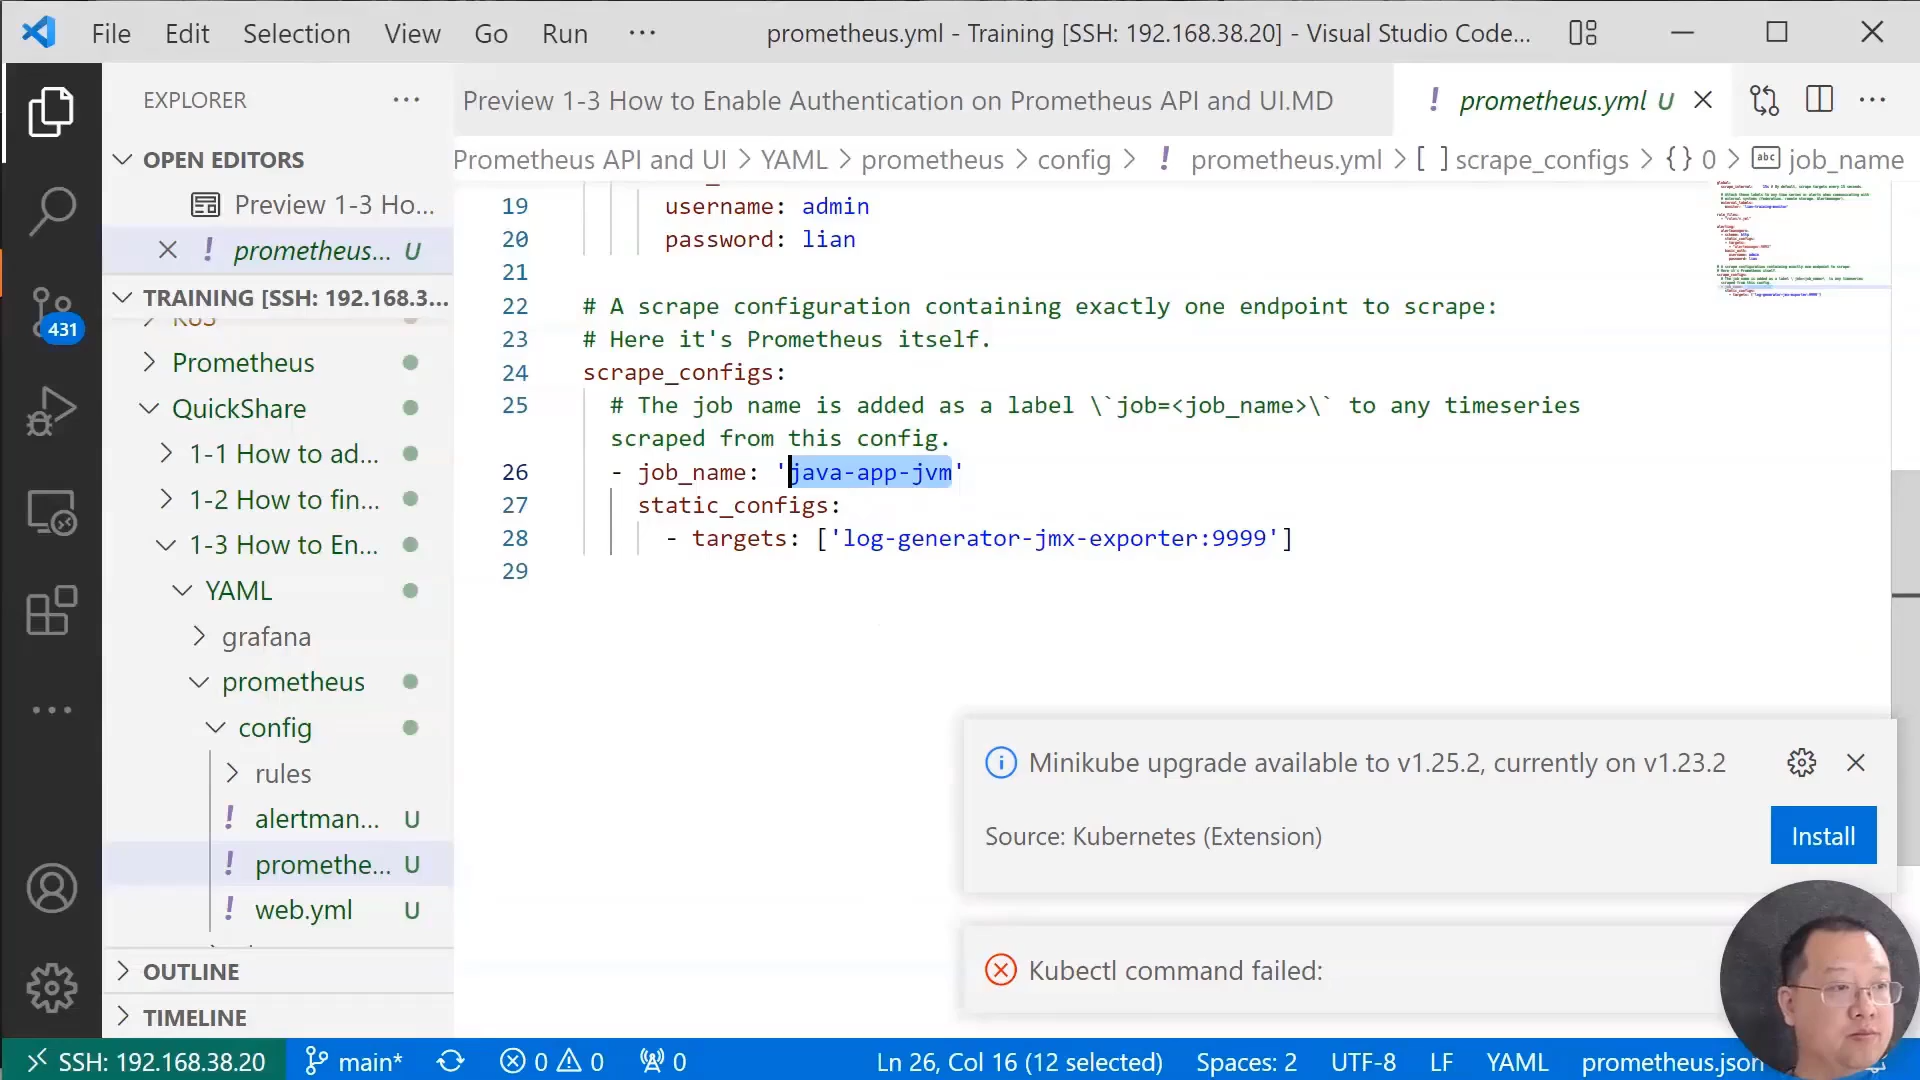 File Edit Selection View Go Run ··· prometheus.yml - Training [SSH: 192.168.38.20] - Visual Studio Code...
EXPLORER ···
Preview 1-3 How to Enable Authentication on Prometheus API and UI.MD
! prometheus.yml U
Prometheus API and UI > YAML > prometheus > config > ! prometheus.yml > [ ] scrape_configs > {} 0 > abc job_name
OPEN EDITORS
Preview 1-3 Ho...
! prometheus... U
TRAINING [SSH: 192.168.3...
K8S
Prometheus
QuickShare
1-1 How to ad...
1-2 How to fin...
1-3 How to En...
YAML
grafana
prometheus
config
rules
! alertman... U
! promethe... U
! web.yml U
OUTLINE
TIMELINE
431
19 username: admin
20 password: lian
21
22 # A scrape configuration containing exactly one endpoint to scrape:
23 # Here it's Prometheus itself.
24 scrape_configs:
25 # The job name is added as a label \`job=<job_name>\` to any timeseries
scraped from this config.
26 - job_name: 'java-app-jvm'
27 static_configs:
28 - targets: ['log-generator-jmx-exporter:9999']
29
Minikube upgrade available to v1.25.2, currently on v1.23.2
Source: Kubernetes (Extension)
Install
Kubectl command failed:
SSH: 192.168.38.20 main* 0 0 0 Ln 26, Col 16 (12 selected) Spaces: 2 UTF-8 LF YAML prometheus.json